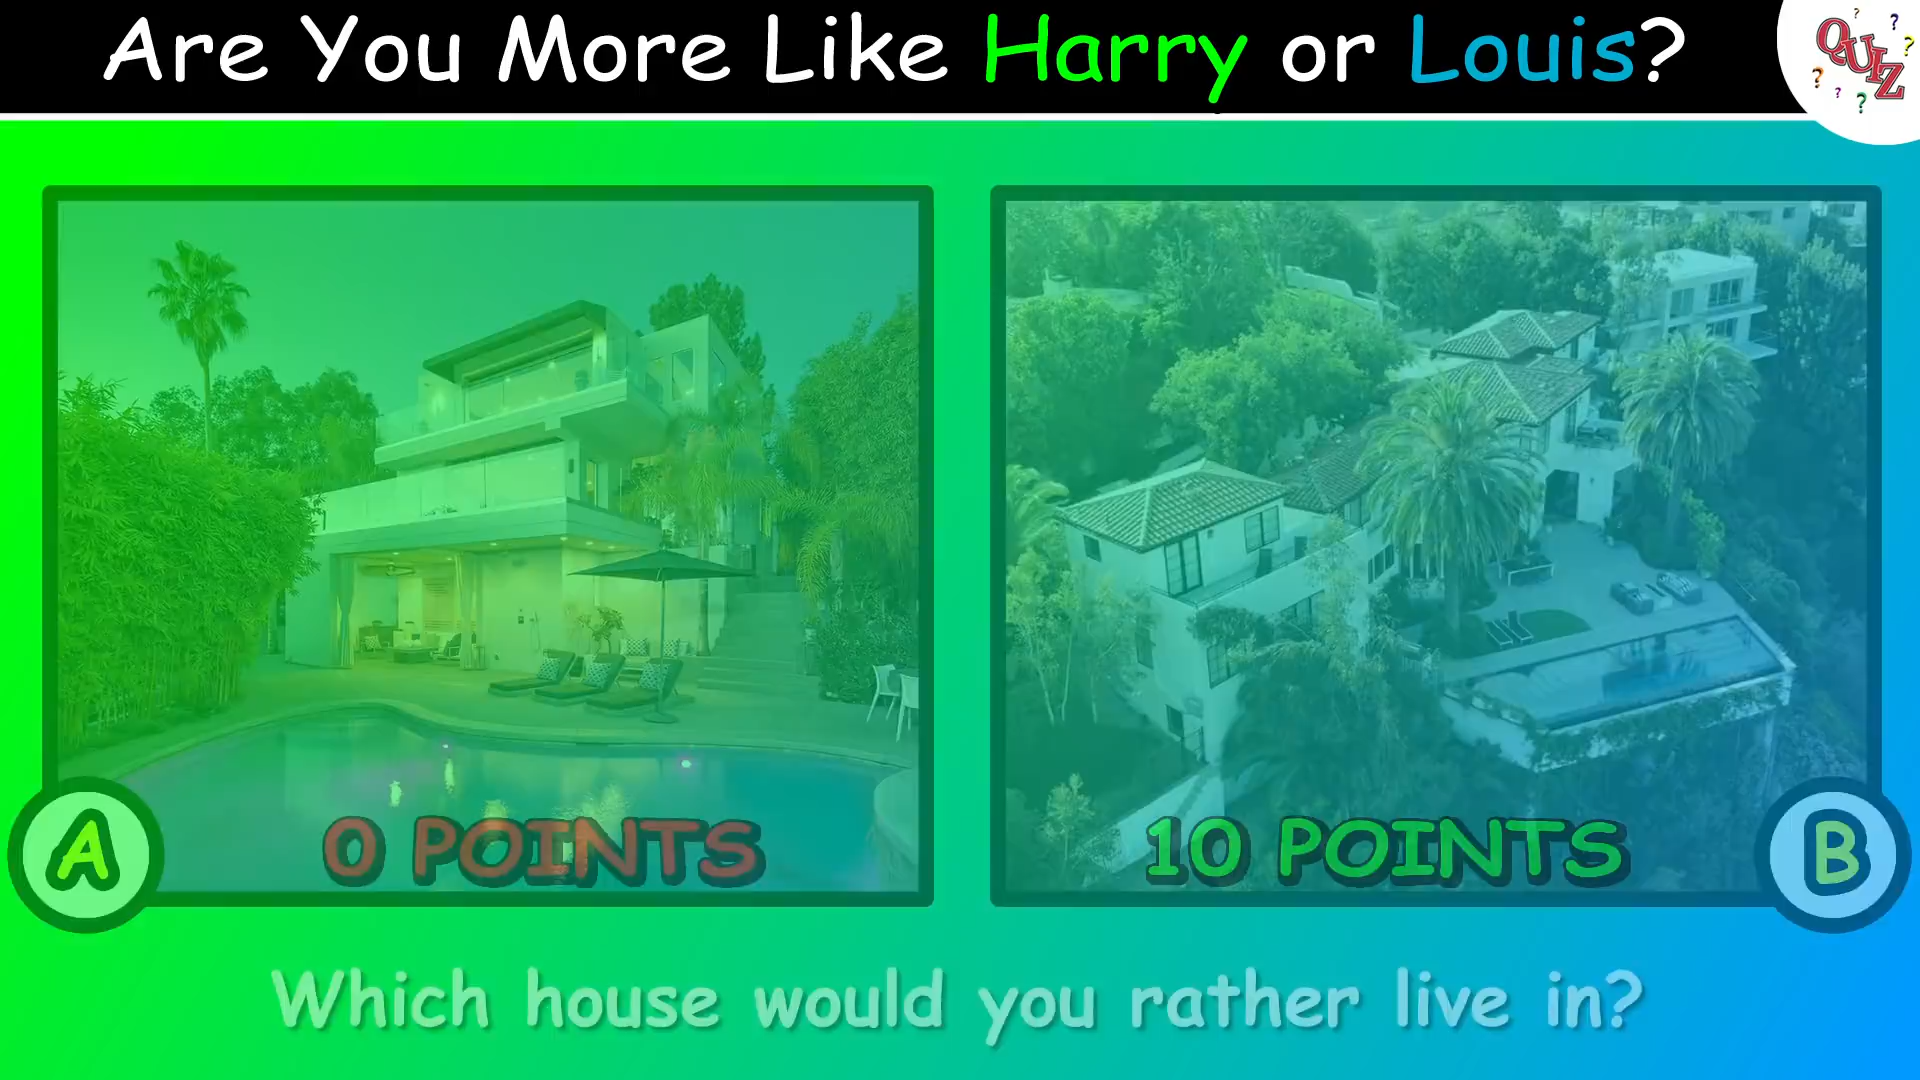 Are You More Like Harry or Louis?
QUIZ
0 POINTS
10 POINTS
A
B
Which house would you rather live in?